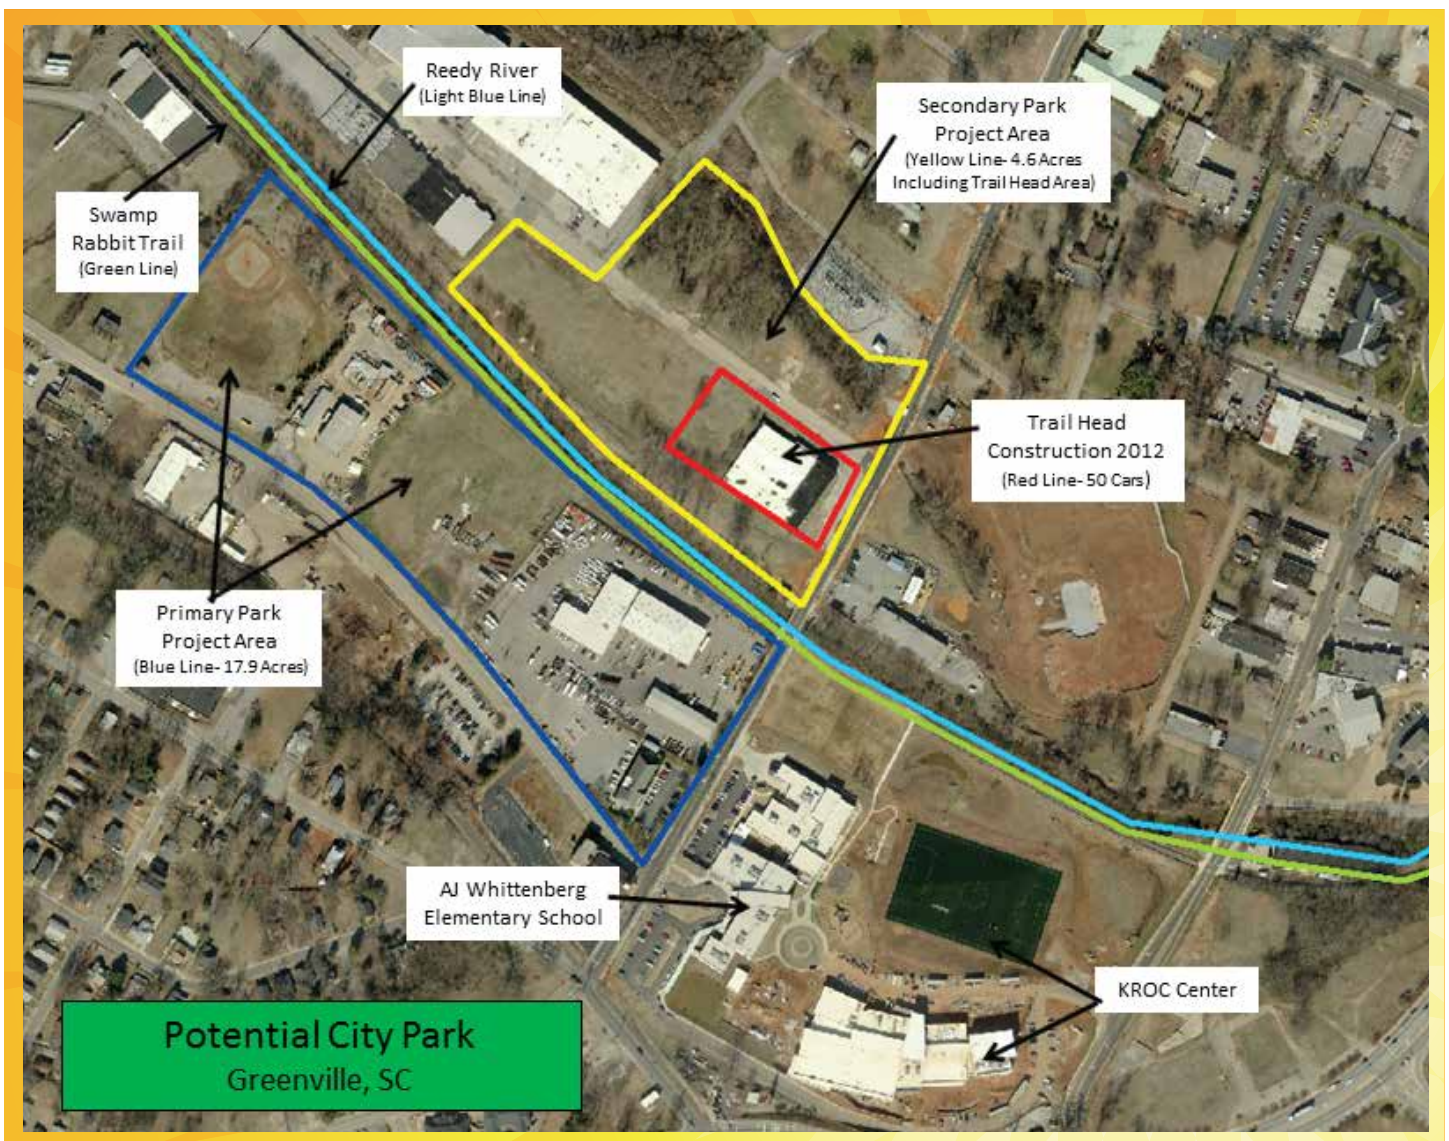 Reedy River
(Light Blue Line)
Secondary Park
Project Area
(Yellow Line- 4.6 Acres
Including Trail Head Area)
Swamp
Rabbit Trail
(Green Line)
Trail Head
Construction 2012
(Red Line- 50 Cars)
Primary Park
Project Area
(Blue Line- 17.9 Acres)
AJ Whittenberg
Elementary School
KROC Center
Potential City Park
Greenville, SC